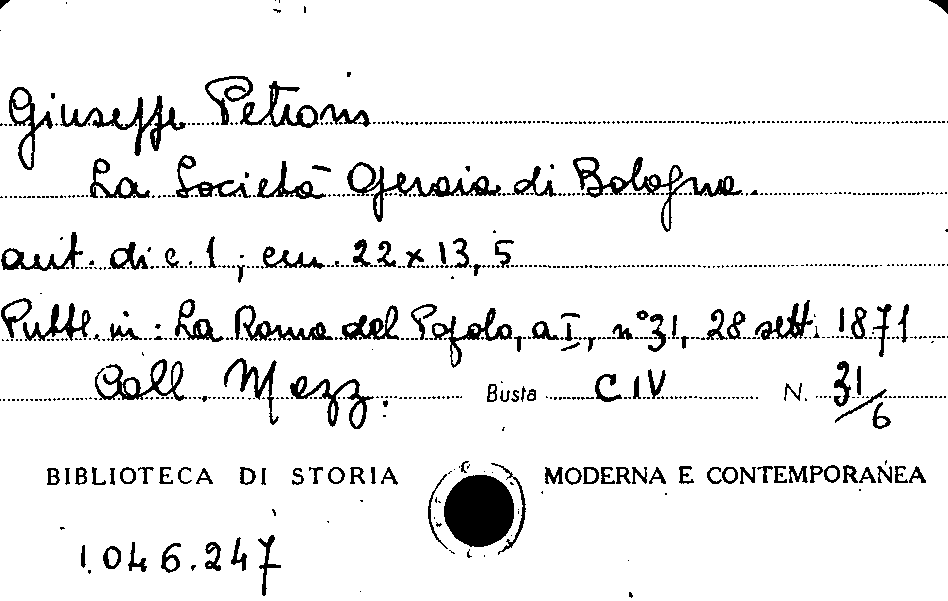 Giuseppe Petroni
La Società Operaia di Bologna.
aut. di c. 1; cm. 22 x 13,5
Pubbl. in: La Roma del Popolo, a. I, n° 31, 28 sett. 1871
Coll. Mazz. Busta C IV N. 31/6
BIBLIOTECA DI STORIA MODERNA E CONTEMPORANEA
1.046.247